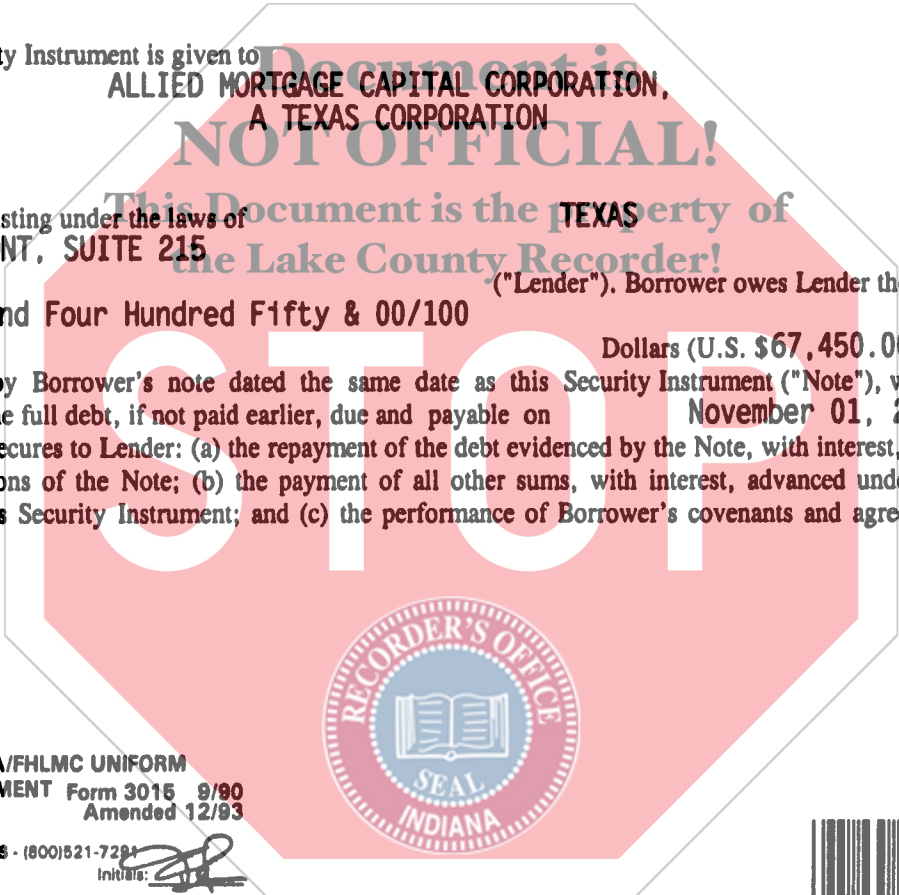 ty Instrument is given to
ALLIED MORTGAGE CAPITAL CORPORATION,
A TEXAS CORPORATION
Document is
NOT OFFICIAL!
This Document is the property of
the Lake County Recorder!
sting under the laws of TEXAS
NT, SUITE 215
("Lender"). Borrower owes Lender th
nd Four Hundred Fifty & 00/100
Dollars (U.S. $67,450.0
by Borrower's note dated the same date as this Security Instrument ("Note"), w
e full debt, if not paid earlier, due and payable on November 01, 2
ecures to Lender: (a) the repayment of the debt evidenced by the Note, with interest,
ons of the Note; (b) the payment of all other sums, with interest, advanced und
s Security Instrument; and (c) the performance of Borrower's covenants and agre
STOP
RECORDER'S OFFICE
SEAL
INDIANA
A/FHLMC UNIFORM
MENT Form 3015 9/90
Amended 12/93
S - (800)521-7291
Initials: